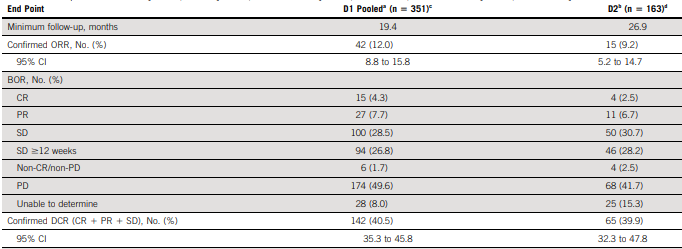 End Point D1 Pooledᵃ (n = 351)ᶜ D2ᵇ (n = 163)ᵈ
Minimum follow-up, months 19.4 26.9
Confirmed ORR, No. (%) 42 (12.0) 15 (9.2)
95% CI 8.8 to 15.8 5.2 to 14.7
BOR, No. (%)
CR 15 (4.3) 4 (2.5)
PR 27 (7.7) 11 (6.7)
SD 100 (28.5) 50 (30.7)
SD ≥12 weeks 94 (26.8) 46 (28.2)
Non-CR/non-PD 6 (1.7) 4 (2.5)
PD 174 (49.6) 68 (41.7)
Unable to determine 28 (8.0) 25 (15.3)
Confirmed DCR (CR + PR + SD), No. (%) 142 (40.5) 65 (39.9)
95% CI 35.3 to 45.8 32.3 to 47.8